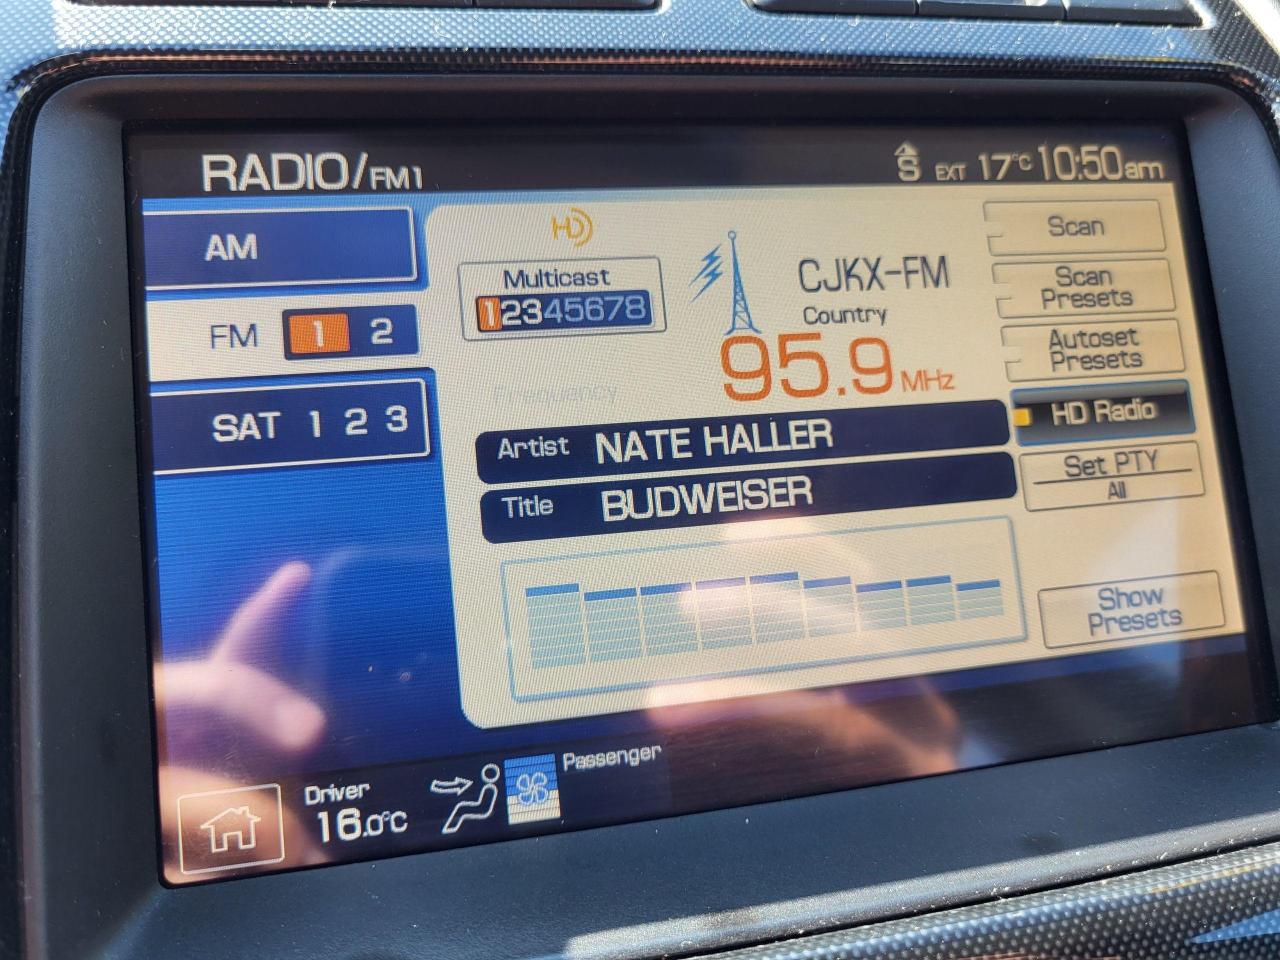 RADIO/FM1
S EXT 17°C 10:50am
AM
FM 1 2
SAT 1 2 3
HD
Multicast
12345678
CJKX-FM
Country
Frequency
95.9 MHz
Artist NATE HALLER
Title BUDWEISER
Scan
Scan
Presets
Autoset
Presets
HD Radio
Set PTY
All
Show
Presets
Driver
16.0°C
Passenger